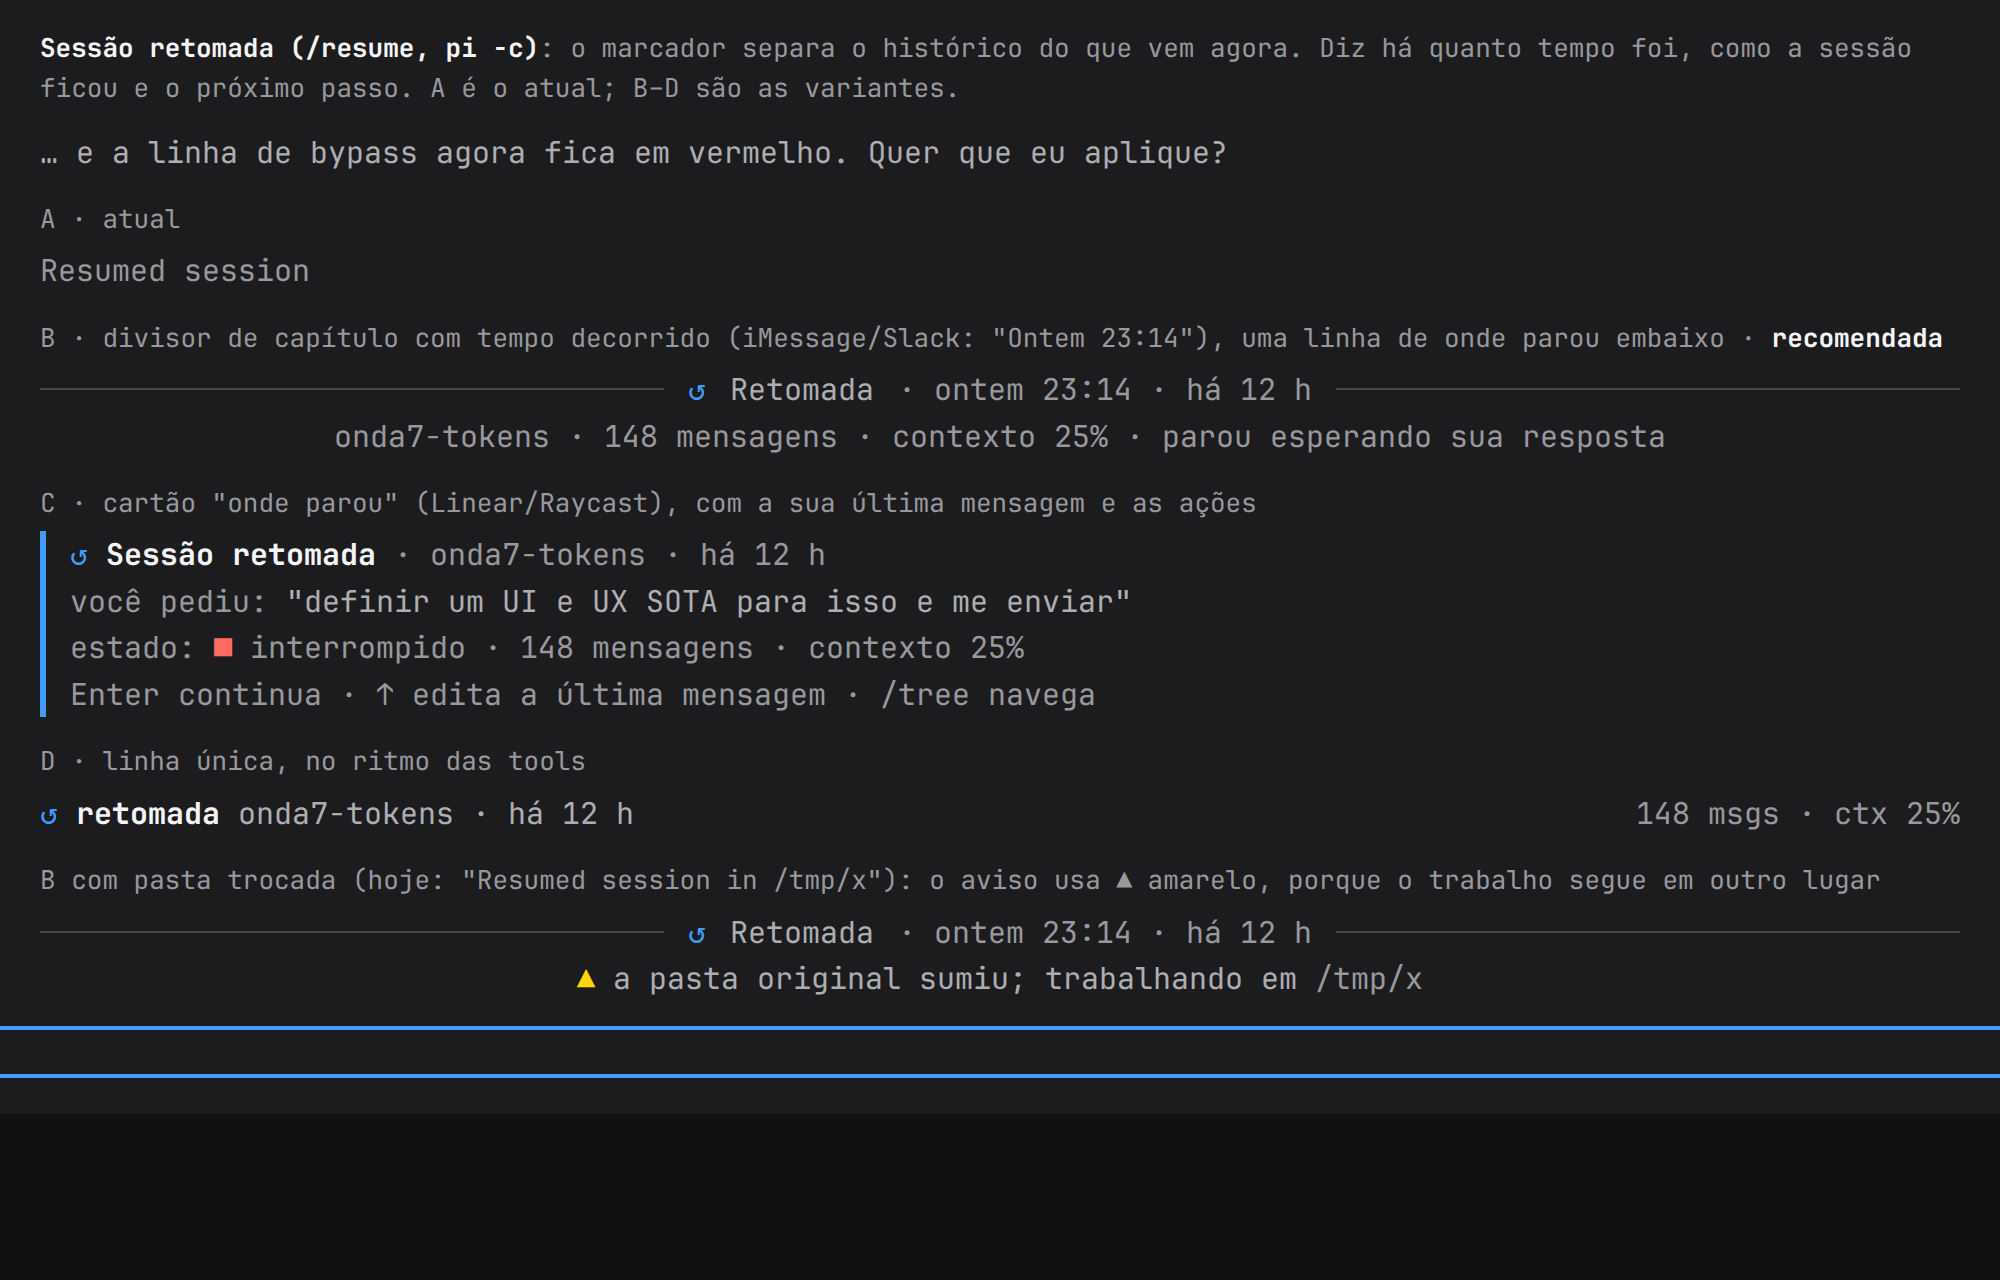 Sessão retomada (/resume, pi -c): o marcador separa o histórico do que vem agora. Diz há quanto tempo foi, como a sessão
ficou e o próximo passo. A é o atual; B–D são as variantes.
… e a linha de bypass agora fica em vermelho. Quer que eu aplique?
A · atual
Resumed session
B · divisor de capítulo com tempo decorrido (iMessage/Slack: "Ontem 23:14"), uma linha de onde parou embaixo · recomendada
↺ Retomada · ontem 23:14 · há 12 h
onda7-tokens · 148 mensagens · contexto 25% · parou esperando sua resposta
C · cartão "onde parou" (Linear/Raycast), com a sua última mensagem e as ações
↺ Sessão retomada · onda7-tokens · há 12 h
você pediu: "definir um UI e UX SOTA para isso e me enviar"
estado: ■ interrompido · 148 mensagens · contexto 25%
Enter continua · ↑ edita a última mensagem · /tree navega
D · linha única, no ritmo das tools
↺ retomada onda7-tokens · há 12 h 148 msgs · ctx 25%
B com pasta trocada (hoje: "Resumed session in /tmp/x"): o aviso usa ▲ amarelo, porque o trabalho segue em outro lugar
↺ Retomada · ontem 23:14 · há 12 h
▲ a pasta original sumiu; trabalhando em /tmp/x